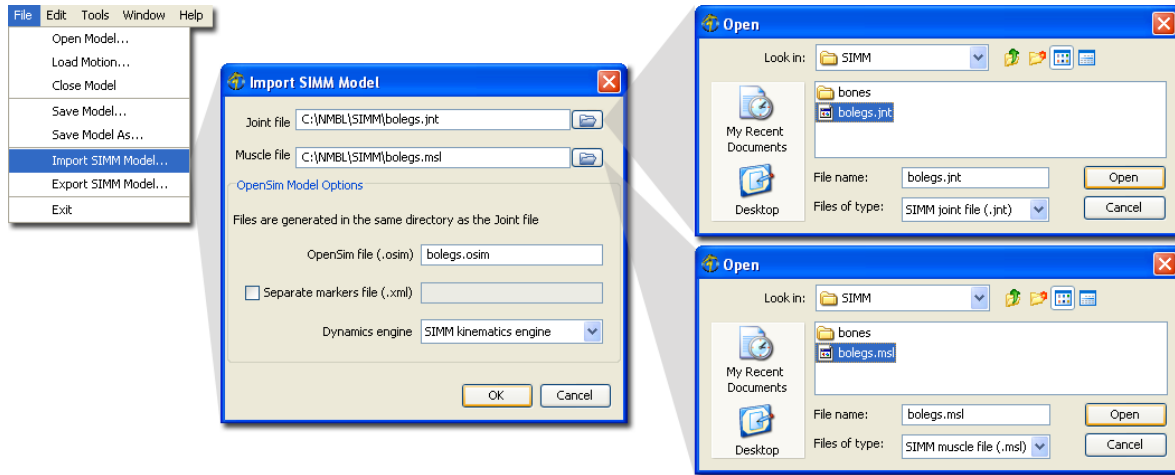 File Edit Tools Window Help
Open Model...
Load Motion...
Close Model
Save Model...
Save Model As...
Import SIMM Model...
Export SIMM Model...
Exit
Import SIMM Model
Joint file C:\NMBL\SIMM\bolegs.jnt
Muscle file C:\NMBL\SIMM\bolegs.msl
OpenSim Model Options
Files are generated in the same directory as the Joint file
OpenSim file (.osim) bolegs.osim
Separate markers file (.xml)
Dynamics engine SIMM kinematics engine
OK Cancel
Open
Look in: SIMM
bones
bolegs.jnt
My Recent
Documents
Desktop
File name: bolegs.jnt Open
Files of type: SIMM joint file (.jnt) Cancel
Open
Look in: SIMM
bones
bolegs.msl
My Recent
Documents
Desktop
File name: bolegs.msl Open
Files of type: SIMM muscle file (.msl) Cancel